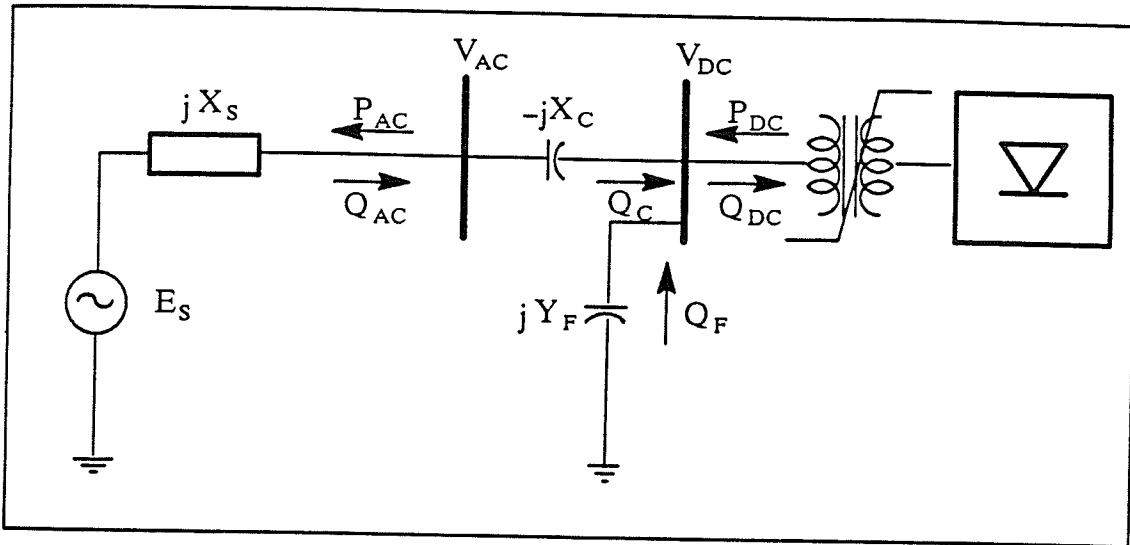 V_AC
V_DC
j X_S
P_AC
-jX_C
P_DC
Q_AC
Q_C
Q_DC
E_S
j Y_F
Q_F